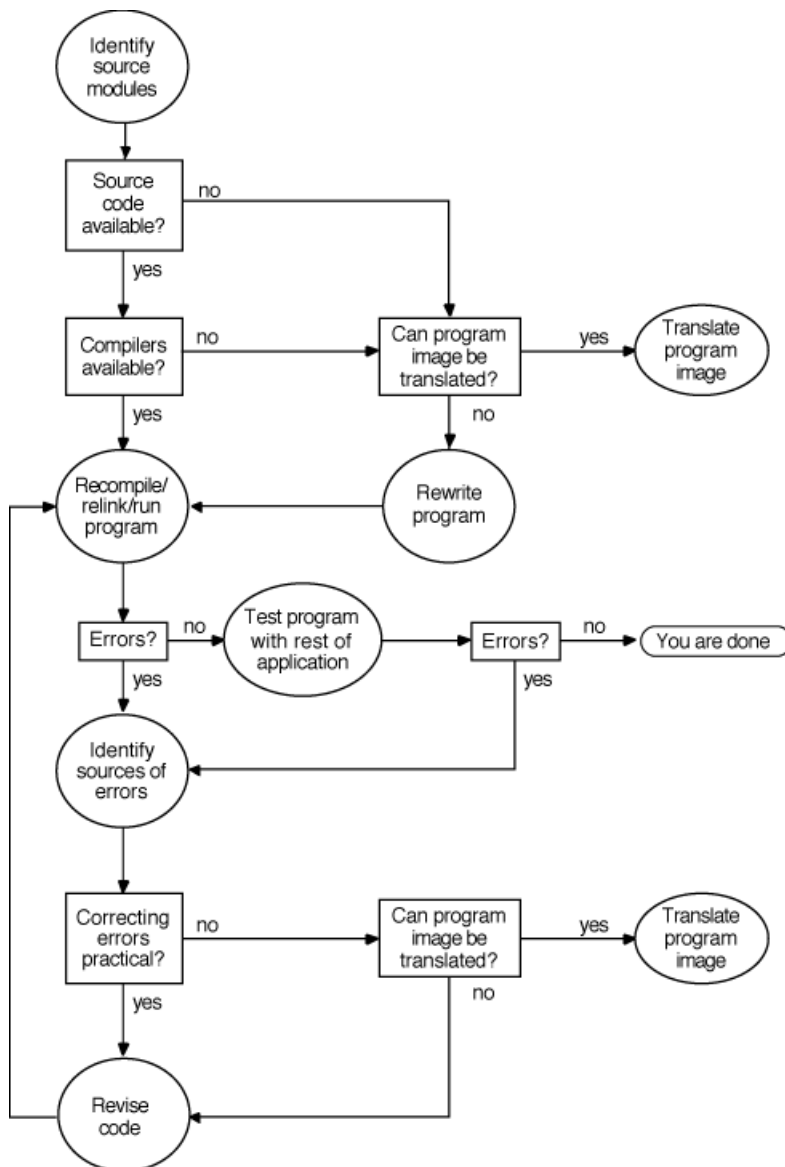 Identify
source
modules
Source
code
available?
no
yes
Compilers
available?
no
Can program
image be
translated?
yes
Translate
program
image
yes
no
Recompile/
relink/run
program
Rewrite
program
Errors?
no
Test program
with rest of
application
Errors?
no
You are done
yes
yes
Identify
sources of
errors
Correcting
errors
practical?
no
Can program
image be
translated?
yes
Translate
program
image
yes
no
Revise
code